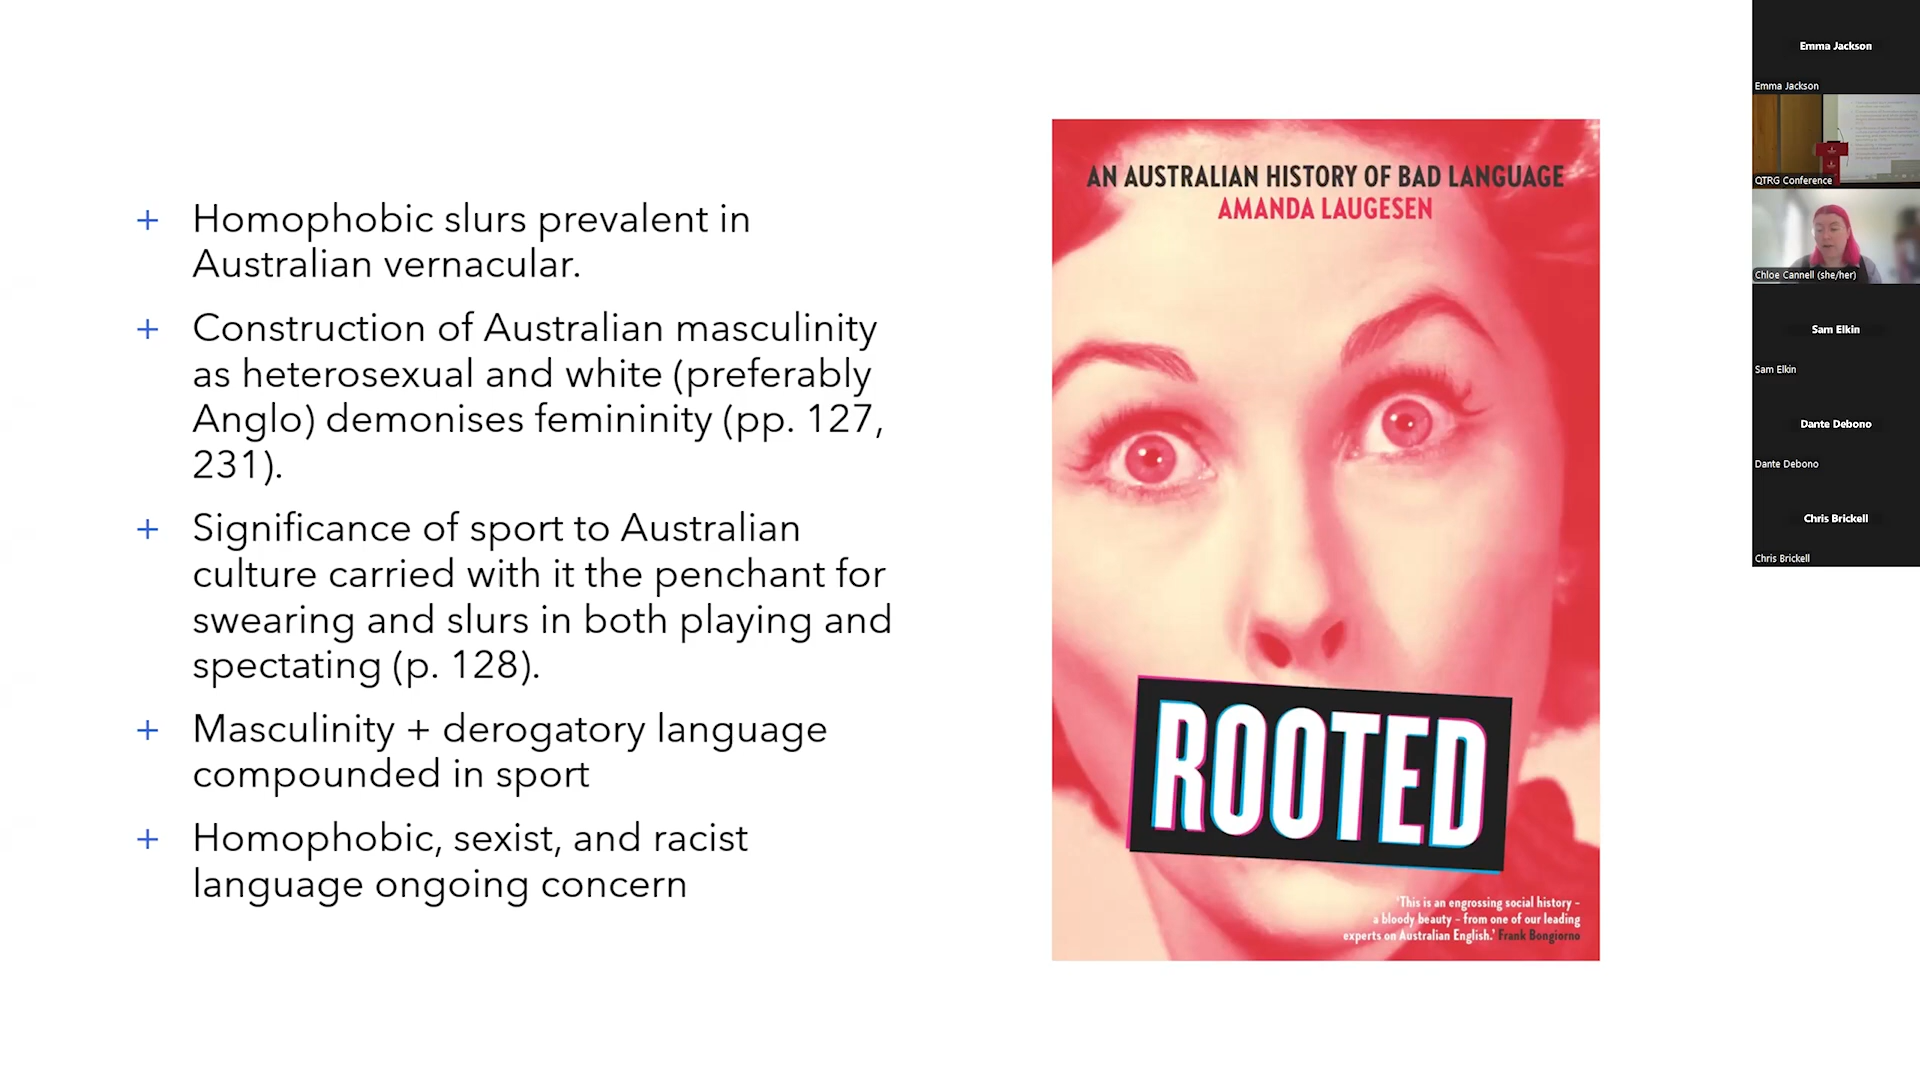 + Homophobic slurs prevalent in
Australian vernacular.
+ Construction of Australian masculinity
as heterosexual and white (preferably
Anglo) demonises femininity (pp. 127,
231).
+ Significance of sport to Australian
culture carried with it the penchant for
swearing and slurs in both playing and
spectating (p. 128).
+ Masculinity + derogatory language
compounded in sport
+ Homophobic, sexist, and racist
language ongoing concern
AN AUSTRALIAN HISTORY OF BAD LANGUAGE
AMANDA LAUGESEN
ROOTED
'This is an engrossing social history –
a bloody beauty – from one of our leading
experts on Australian English.' Frank Bongiorno
Emma Jackson
Emma Jackson
QTRG Conference
Chloe Cannell (she/her)
Sam Elkin
Sam Elkin
Dante Debono
Dante Debono
Chris Brickell
Chris Brickell